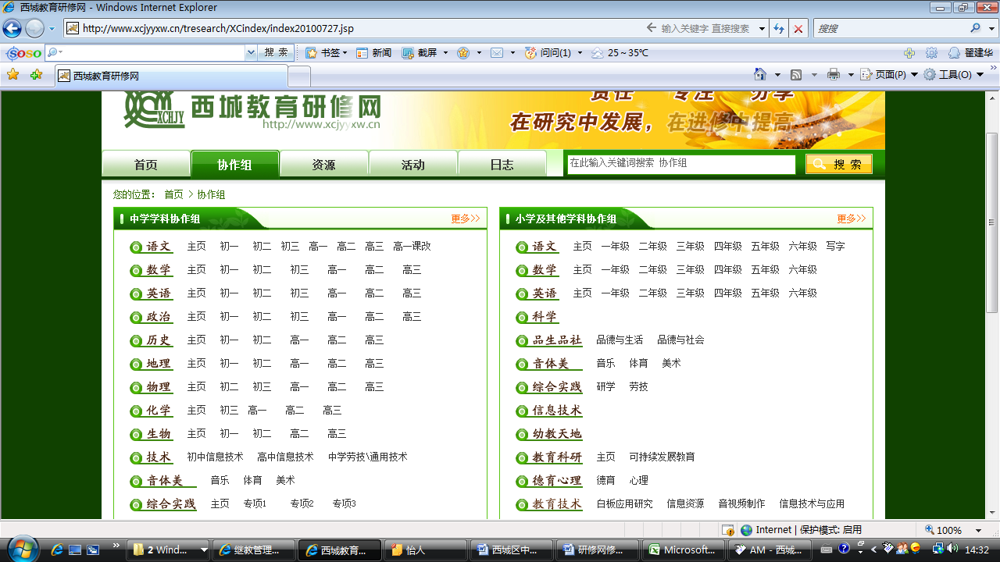 西城教育研修网 - Windows Internet Explorer
http://www.xcjyyxw.cn/tresearch/XCindex/index20100727.jsp 输入关键字 直接搜索 搜搜
SOSO 搜 索 书签 新闻 截屏 问问(1) 25～35℃ 翟建华
西城教育研修网 页面(P) 工具(O)
XCHJY 西城教育研修网 http://www.xcjyyxw.cn
责任 专注 分享
在研究中发展，在进修中提高
首页 协作组 资源 活动 日志 在此输入关键词搜索 协作组 搜 索
您的位置： 首页 > 协作组
中学学科协作组 更多>>
语文 主页 初一 初二 初三 高一 高二 高三 高一课改
数学 主页 初一 初二 初三 高一 高二 高三
英语 主页 初一 初二 初三 高一 高二 高三
政治 主页 初一 初二 初三 高一 高二 高三
历史 主页 初一 初二 高一 高二 高三
地理 主页 初一 初二 高一 高二 高三
物理 主页 初二 初三 高一 高二 高三
化学 主页 初三 高一 高二 高三
生物 主页 初一 初二 高二 高三
技术 初中信息技术 高中信息技术 中学劳技\通用技术
音体美 音乐 体育 美术
综合实践 主页 专项1 专项2 专项3
小学及其他学科协作组 更多>>
语文 主页 一年级 二年级 三年级 四年级 五年级 六年级 写字
数学 主页 一年级 二年级 三年级 四年级 五年级 六年级
英语 主页 一年级 二年级 三年级 四年级 五年级 六年级
科学
品生品社 品德与生活 品德与社会
音体美 音乐 体育 美术
综合实践 研学 劳技
信息技术
幼教天地
教育科研 主页 可持续发展教育
德育心理 德育 心理
教育技术 白板应用研究 信息资源 音视频制作 信息技术与应用
Internet | 保护模式: 启用 100%
2 Wind... 继教管理... 西城教育... 怡人 西城区中... 研修网修... Microsoft... AM - 西城... 14:32